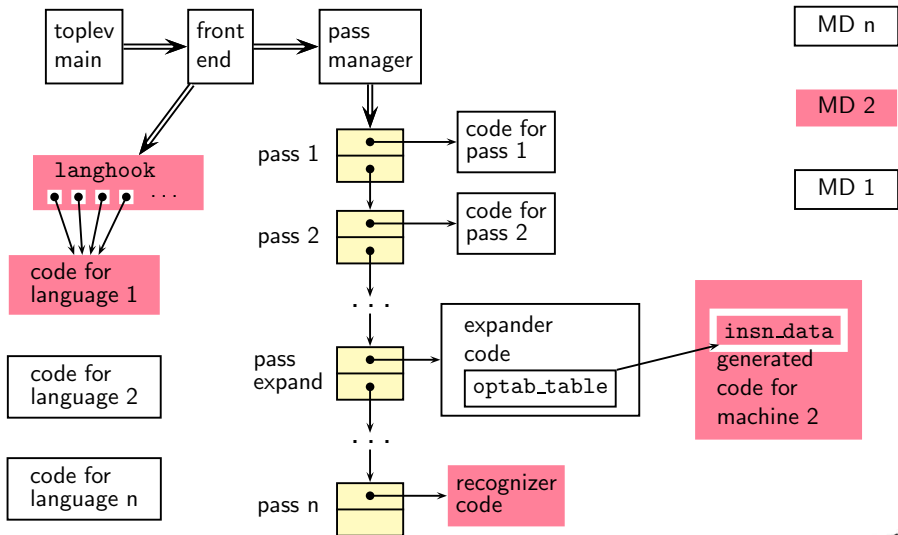 toplev
main
front
end
pass
manager
MD n
MD 2
MD 1
langhook
. . .
code for
language 1
code for
language 2
code for
language n
pass 1
code for
pass 1
pass 2
code for
pass 2
. . .
pass
expand
expander
code
optab_table
insn_data
generated
code for
machine 2
. . .
pass n
recognizer
code